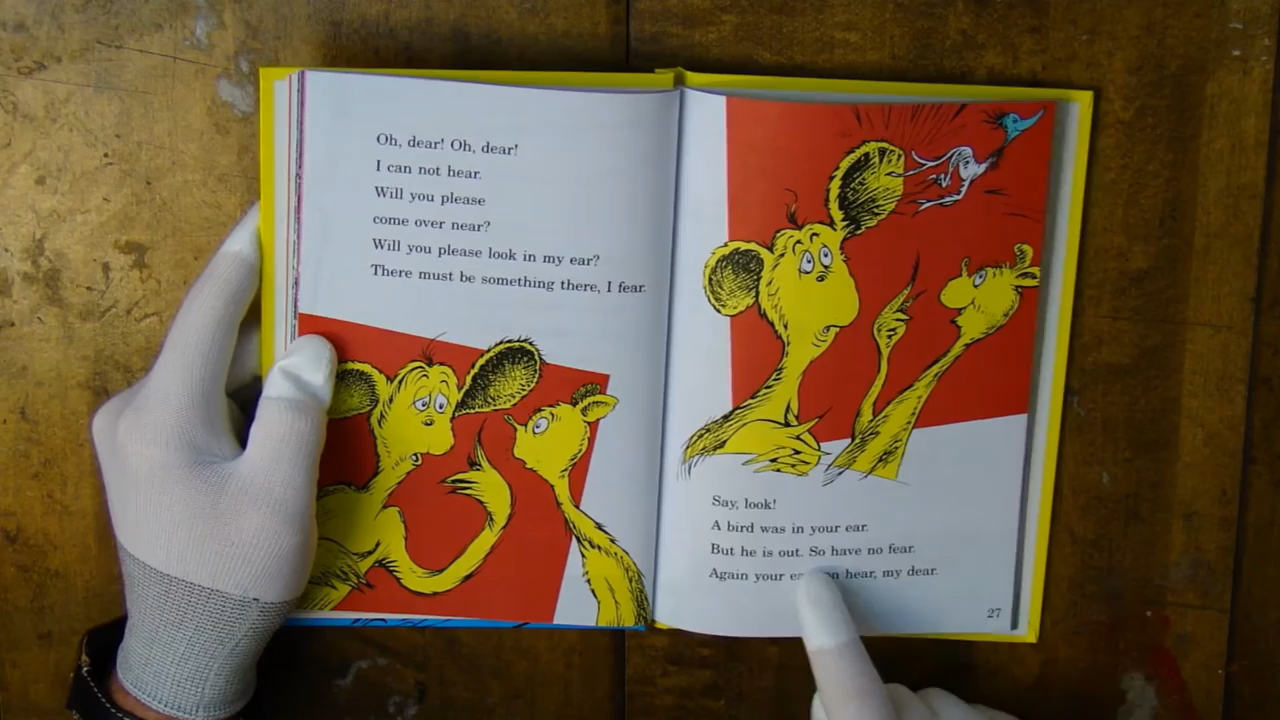 Oh, dear! Oh, dear!
I can not hear.
Will you please
come over near?
Will you please look in my ear?
There must be something there, I fear.
Say, look!
A bird was in your ear.
But he is out. So have no fear.
Again your hear, my dear.
27